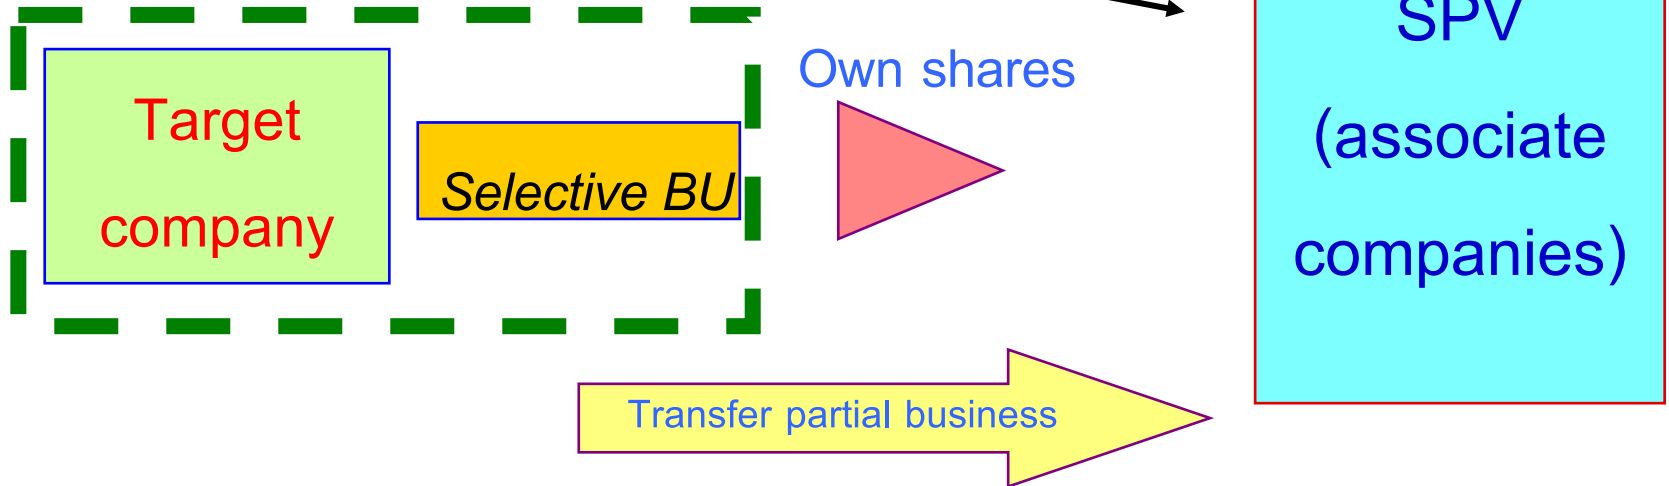 Target
company
Selective BU
Own shares
SPV
(associate
companies)
Transfer partial business